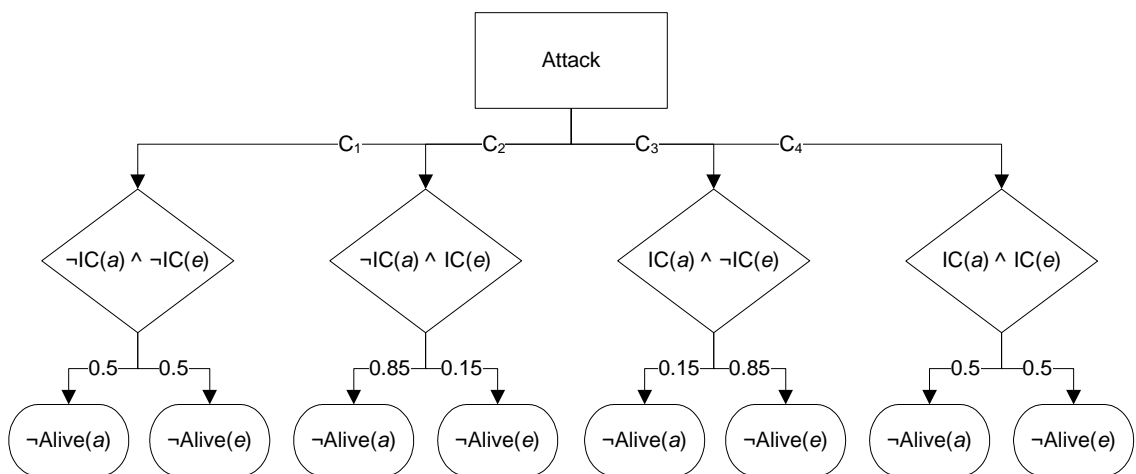 Attack
C₁ C₂ C₃ C₄
¬IC(a) ^ ¬IC(e) ¬IC(a) ^ IC(e) IC(a) ^ ¬IC(e) IC(a) ^ IC(e)
0.5 0.5 0.85 0.15 0.15 0.85 0.5 0.5
¬Alive(a) ¬Alive(e) ¬Alive(a) ¬Alive(e) ¬Alive(a) ¬Alive(e) ¬Alive(a) ¬Alive(e)